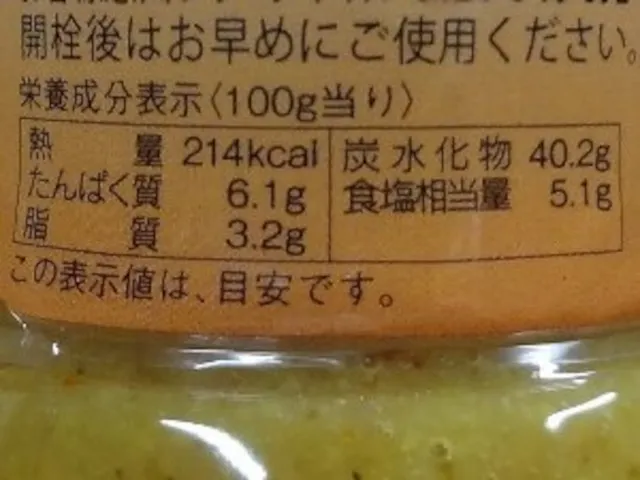 開栓後はお早めにご使用ください。
栄養成分表示〈100g当り〉
熱量 214kcal 炭水化物 40.2g
たんぱく質 6.1g 食塩相当量 5.1g
脂質 3.2g
この表示値は、目安です。